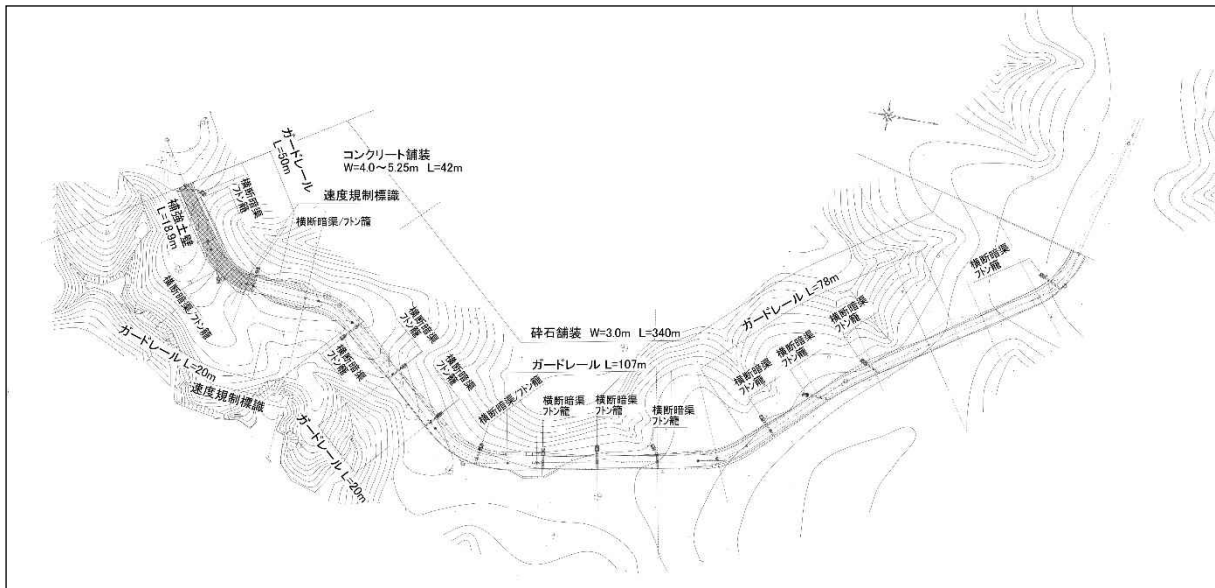 ガードレール
L=50m
コンクリート舗装
W=4.0～5.25m L=42m
速度規制標識
横断暗渠/フトン籠
横断暗渠
フトン籠
補強土壁
L=18.9m
横断暗渠/フトン籠
ガードレール L=20m
速度規制標識
ガードレール L=20m
横断暗渠
フトン籠
横断暗渠
フトン籠
横断暗渠
フトン籠
横断暗渠/フトン籠
砕石舗装 W=3.0m L=340m
ガードレール L=107m
横断暗渠
フトン籠
横断暗渠
フトン籠
横断暗渠
フトン籠
ガードレール L=78m
横断暗渠
フトン籠
横断暗渠
フトン籠
横断暗渠
フトン籠
横断暗渠
フトン籠